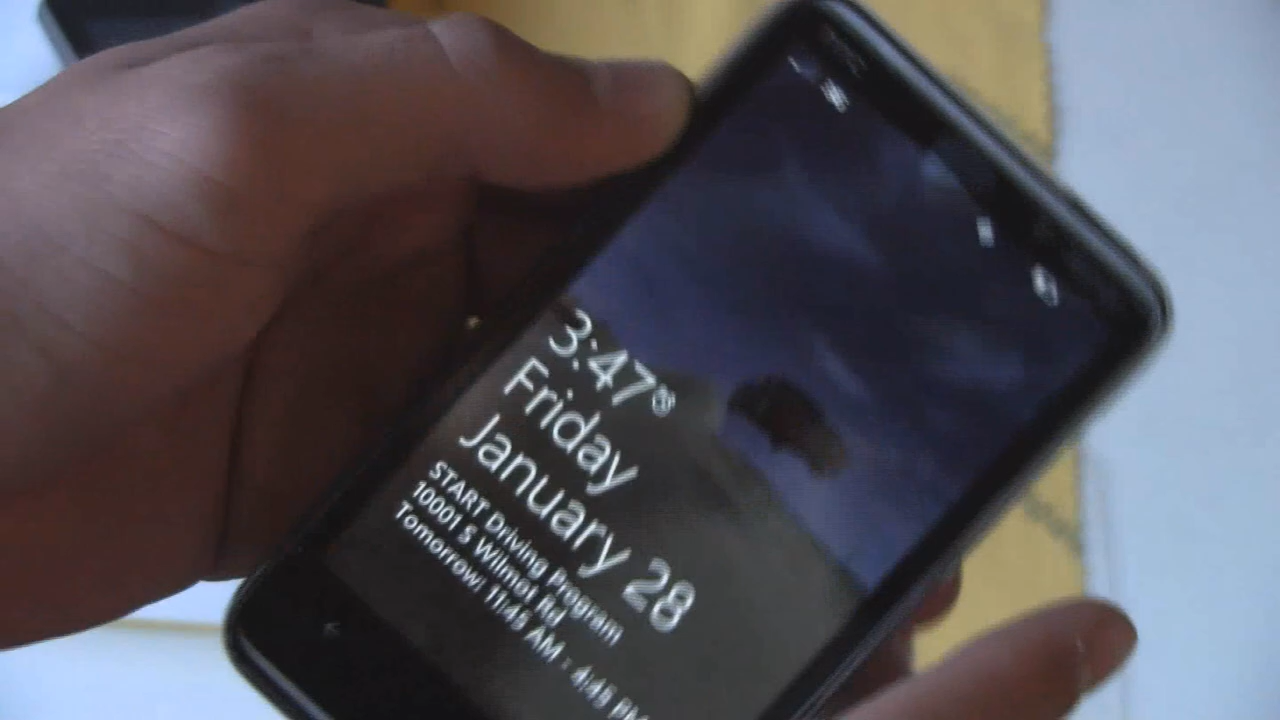 3:47
Friday
January 28
START Driving Program
10001 S Wilmot Rd
Tomorrow: 11:45 AM - 4:45 PM